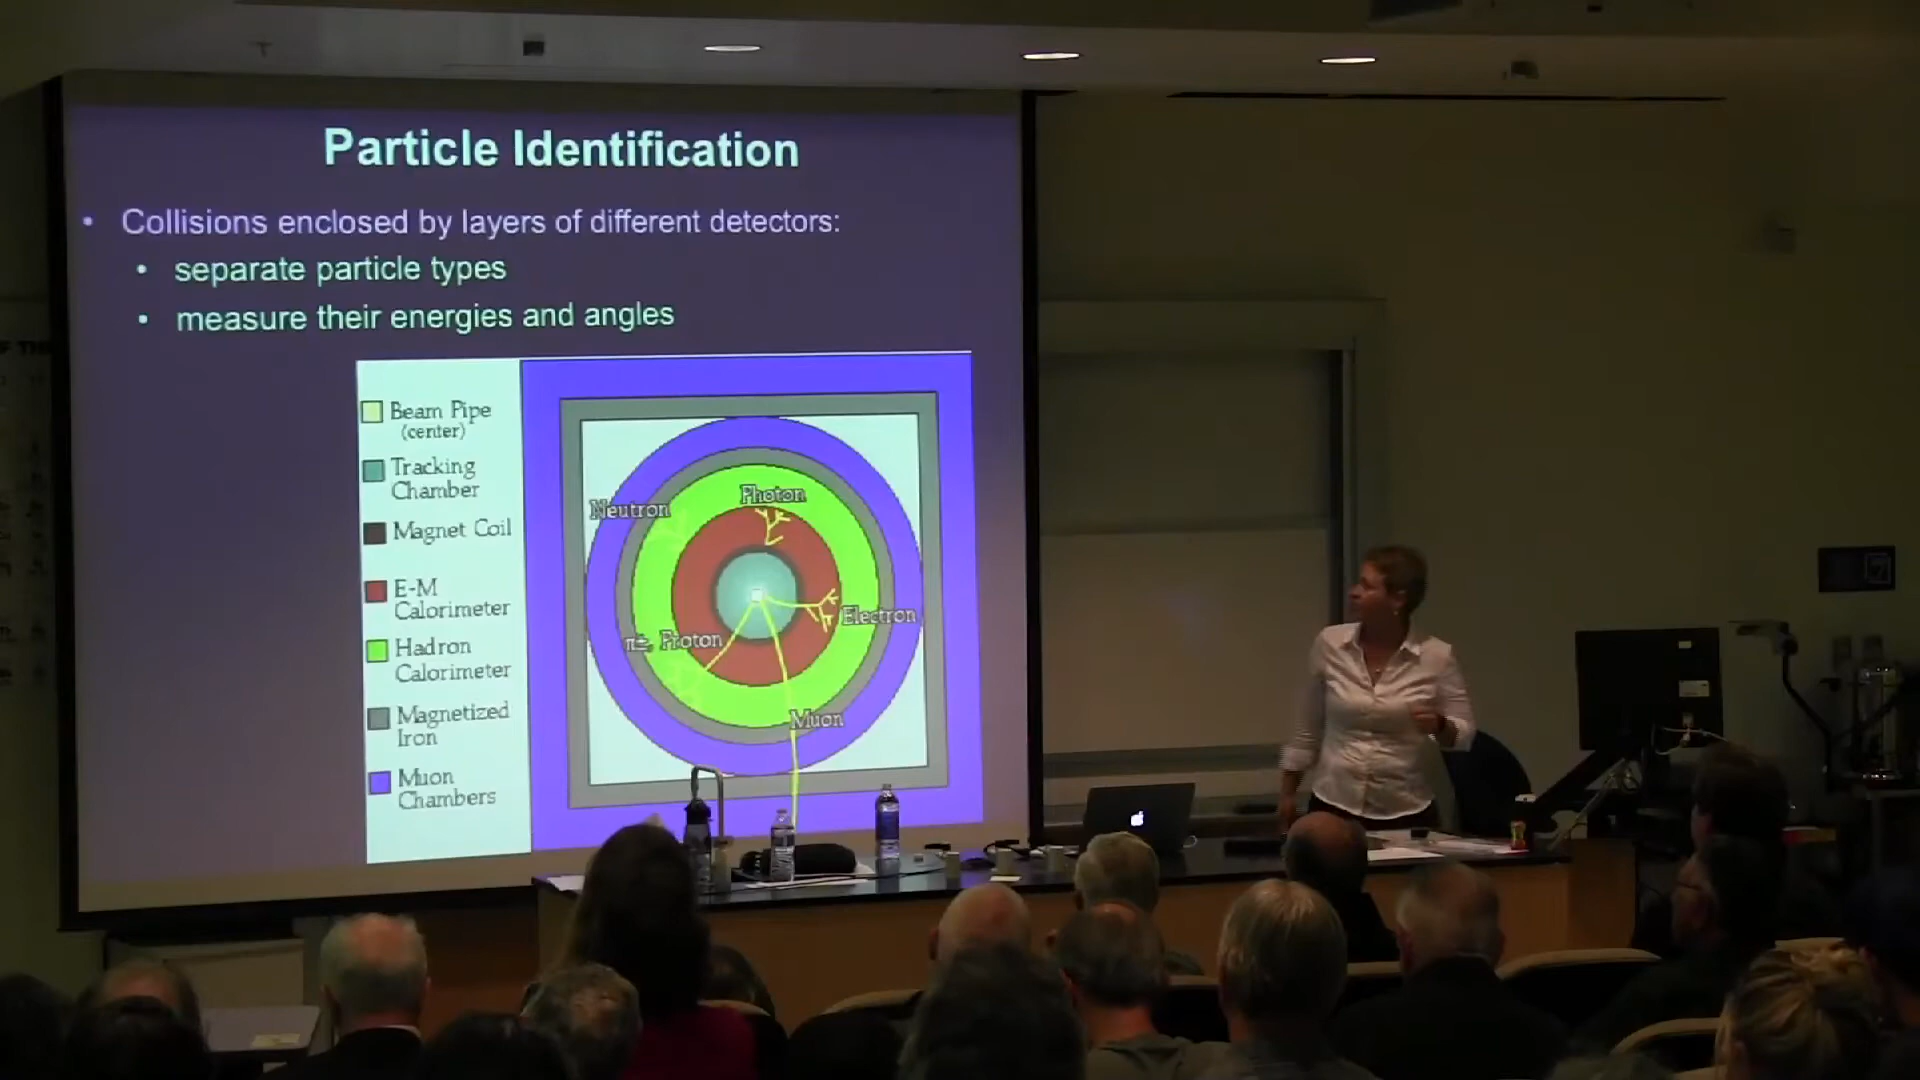 Particle Identification
• Collisions enclosed by layers of different detectors:
• separate particle types
• measure their energies and angles
Beam Pipe
(center)
Tracking
Chamber
Magnet Coil
E-M
Calorimeter
Hadron
Calorimeter
Magnetized
Iron
Muon
Chambers
Neutron
Photon
Electron
π±, Proton
Muon